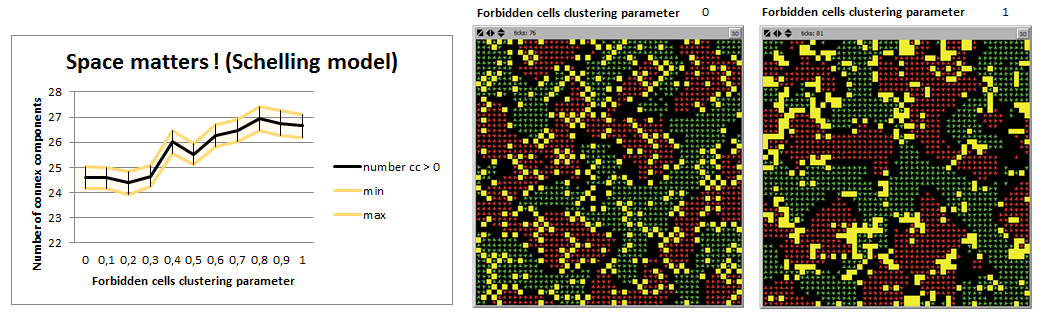 Space matters ! (Schelling model)
Number of connex components
28
27
26
25
24
23
22
0 0,1 0,2 0,3 0,4 0,5 0,6 0,7 0,8 0,9 1
Forbidden cells clustering parameter
number cc > 0
min
max
Forbidden cells clustering parameter 0
ticks: 76
3D
Forbidden cells clustering parameter 1
ticks: 81
3D